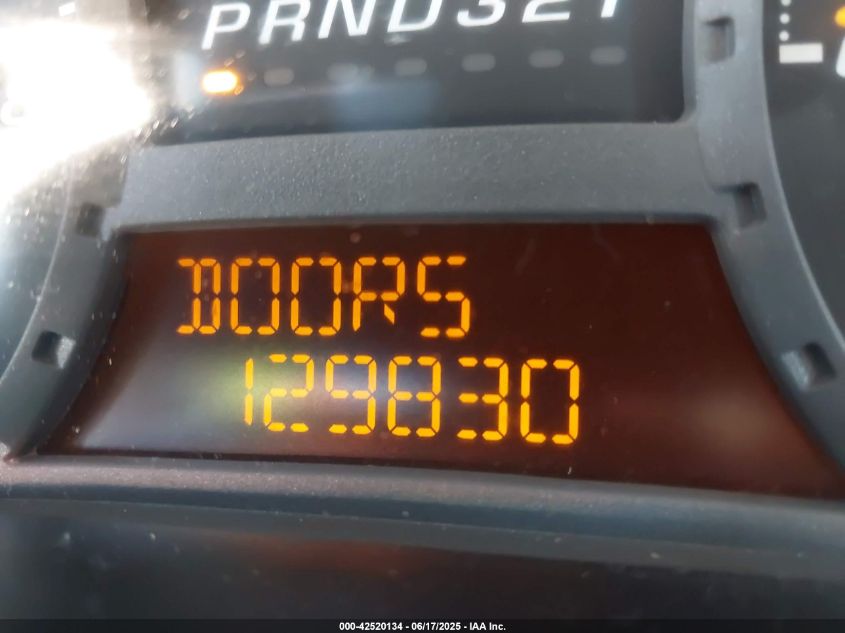 PRND321
DOORS
129830
000-42520134 - 06/17/2025 - IAA Inc.